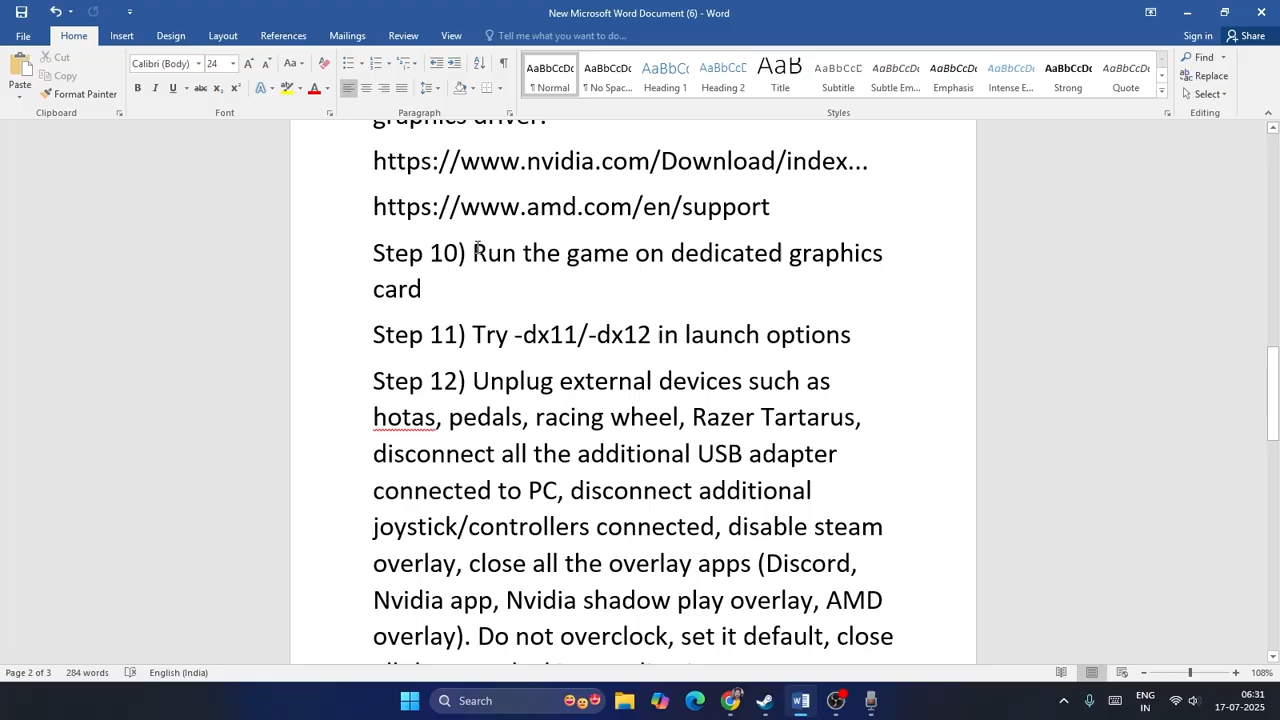 New Microsoft Word Document (6) - Word
File Home Insert Design Layout References Mailings Review View Tell me what you want to do... Sign in Share
Paste Cut Copy Format Painter Clipboard
Calibri (Body) 24 Font
Paragraph
AaBbCcDc ¶ Normal
AaBbCcDc ¶ No Spac...
AaBbCc Heading 1
AaBbCcD Heading 2
AaB Title
AaBbCcD Subtitle
AaBbCcDc Subtle Em...
AaBbCcDc Emphasis
AaBbCcDc Intense E...
AaBbCcDc Strong
AaBbCcDc Quote
Styles
Find Replace Select Editing
graphics driver.
https://www.nvidia.com/Download/index...
https://www.amd.com/en/support
Step 10) Run the game on dedicated graphics
card
Step 11) Try -dx11/-dx12 in launch options
Step 12) Unplug external devices such as
hotas, pedals, racing wheel, Razer Tartarus,
disconnect all the additional USB adapter
connected to PC, disconnect additional
joystick/controllers connected, disable steam
overlay, close all the overlay apps (Discord,
Nvidia app, Nvidia shadow play overlay, AMD
overlay). Do not overclock, set it default, close
Page 2 of 3 284 words English (India) 108%
Search ENG IN 06:31 17-07-2025